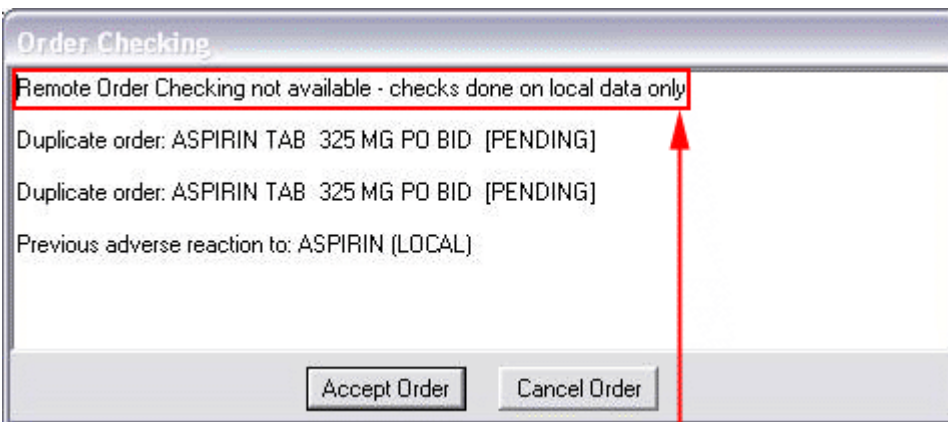 Order Checking
Remote Order Checking not available - checks done on local data only
Duplicate order: ASPIRIN TAB 325 MG PO BID [PENDING]
Duplicate order: ASPIRIN TAB 325 MG PO BID [PENDING]
Previous adverse reaction to: ASPIRIN (LOCAL)
Accept Order Cancel Order